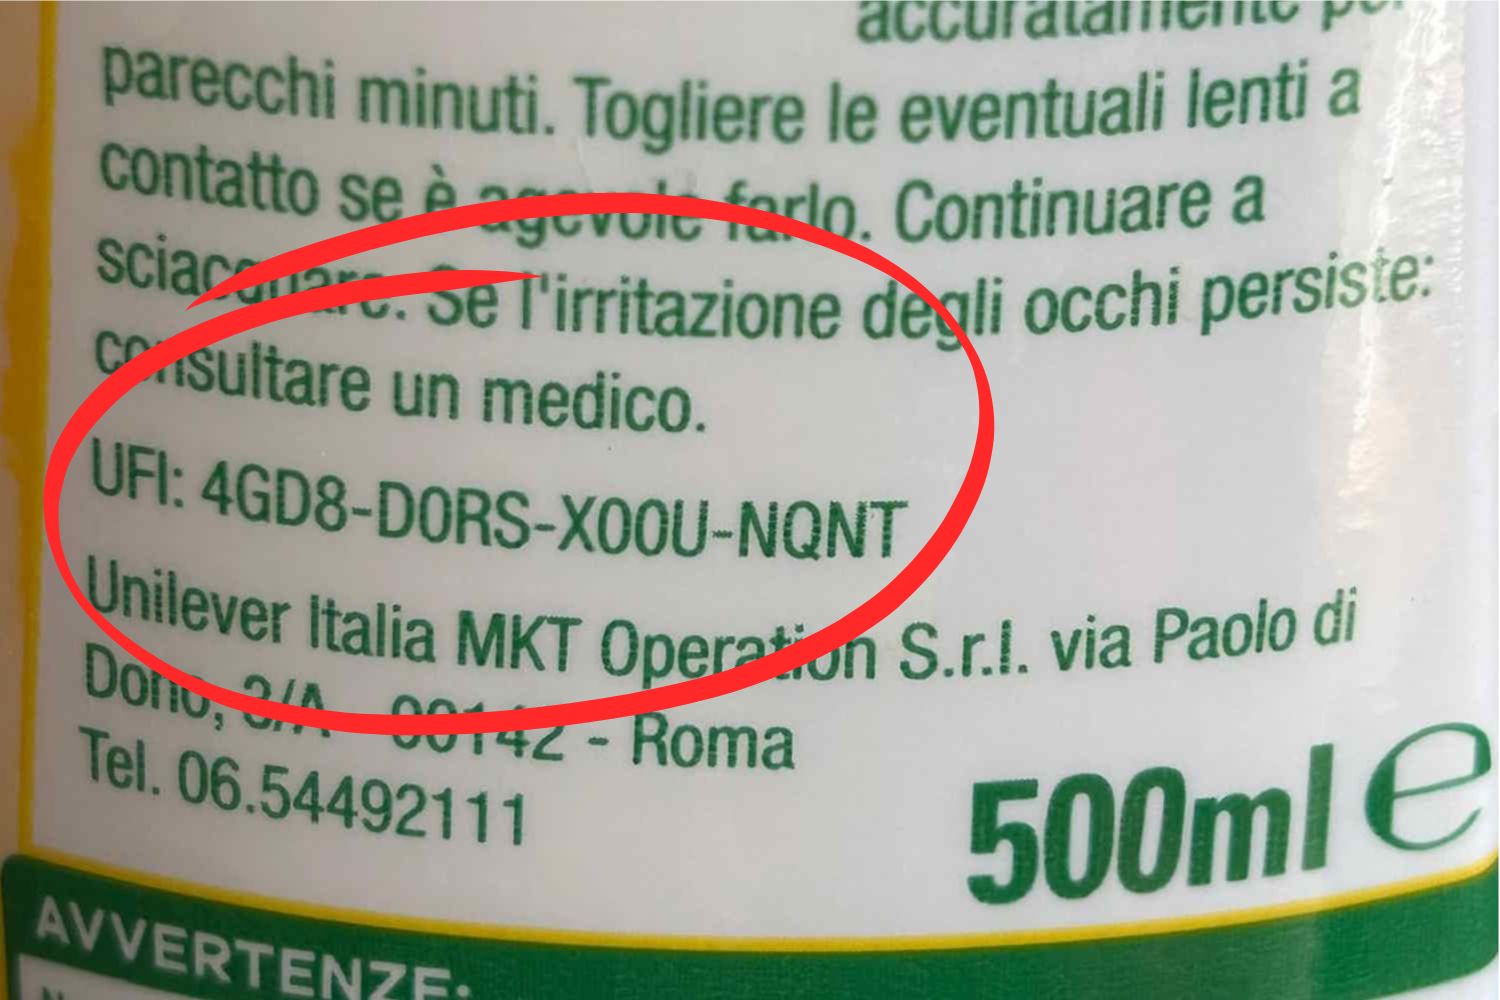 accuratamente per
parecchi minuti. Togliere le eventuali lenti a
contatto se è agevole farlo. Continuare a
sciacquare. Se l'irritazione degli occhi persiste:
consultare un medico.
UFI: 4GD8-D0RS-X00U-NQNT
Unilever Italia MKT Operation S.r.l. via Paolo di
Dono, 3/A - 00142 - Roma
Tel. 06.54492111
500ml ℮
AVVERTENZE: